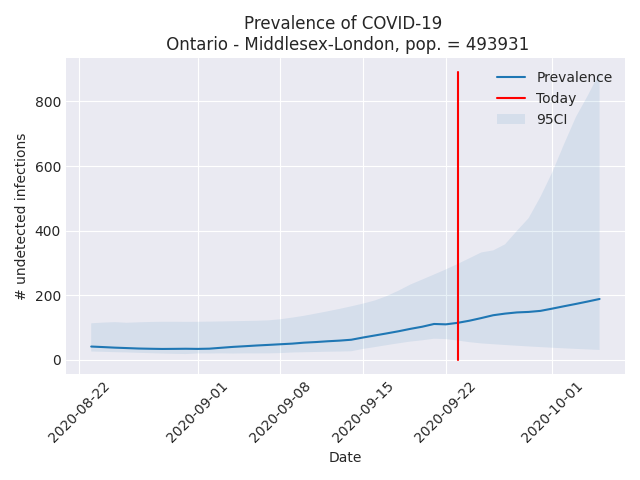 Prevalence of COVID-19
Ontario - Middlesex-London, pop. = 493931
Prevalence
Today
95CI
# undetected infections
800
600
400
200
0
2020-08-22
2020-09-01
2020-09-08
2020-09-15
2020-09-22
2020-10-01
Date